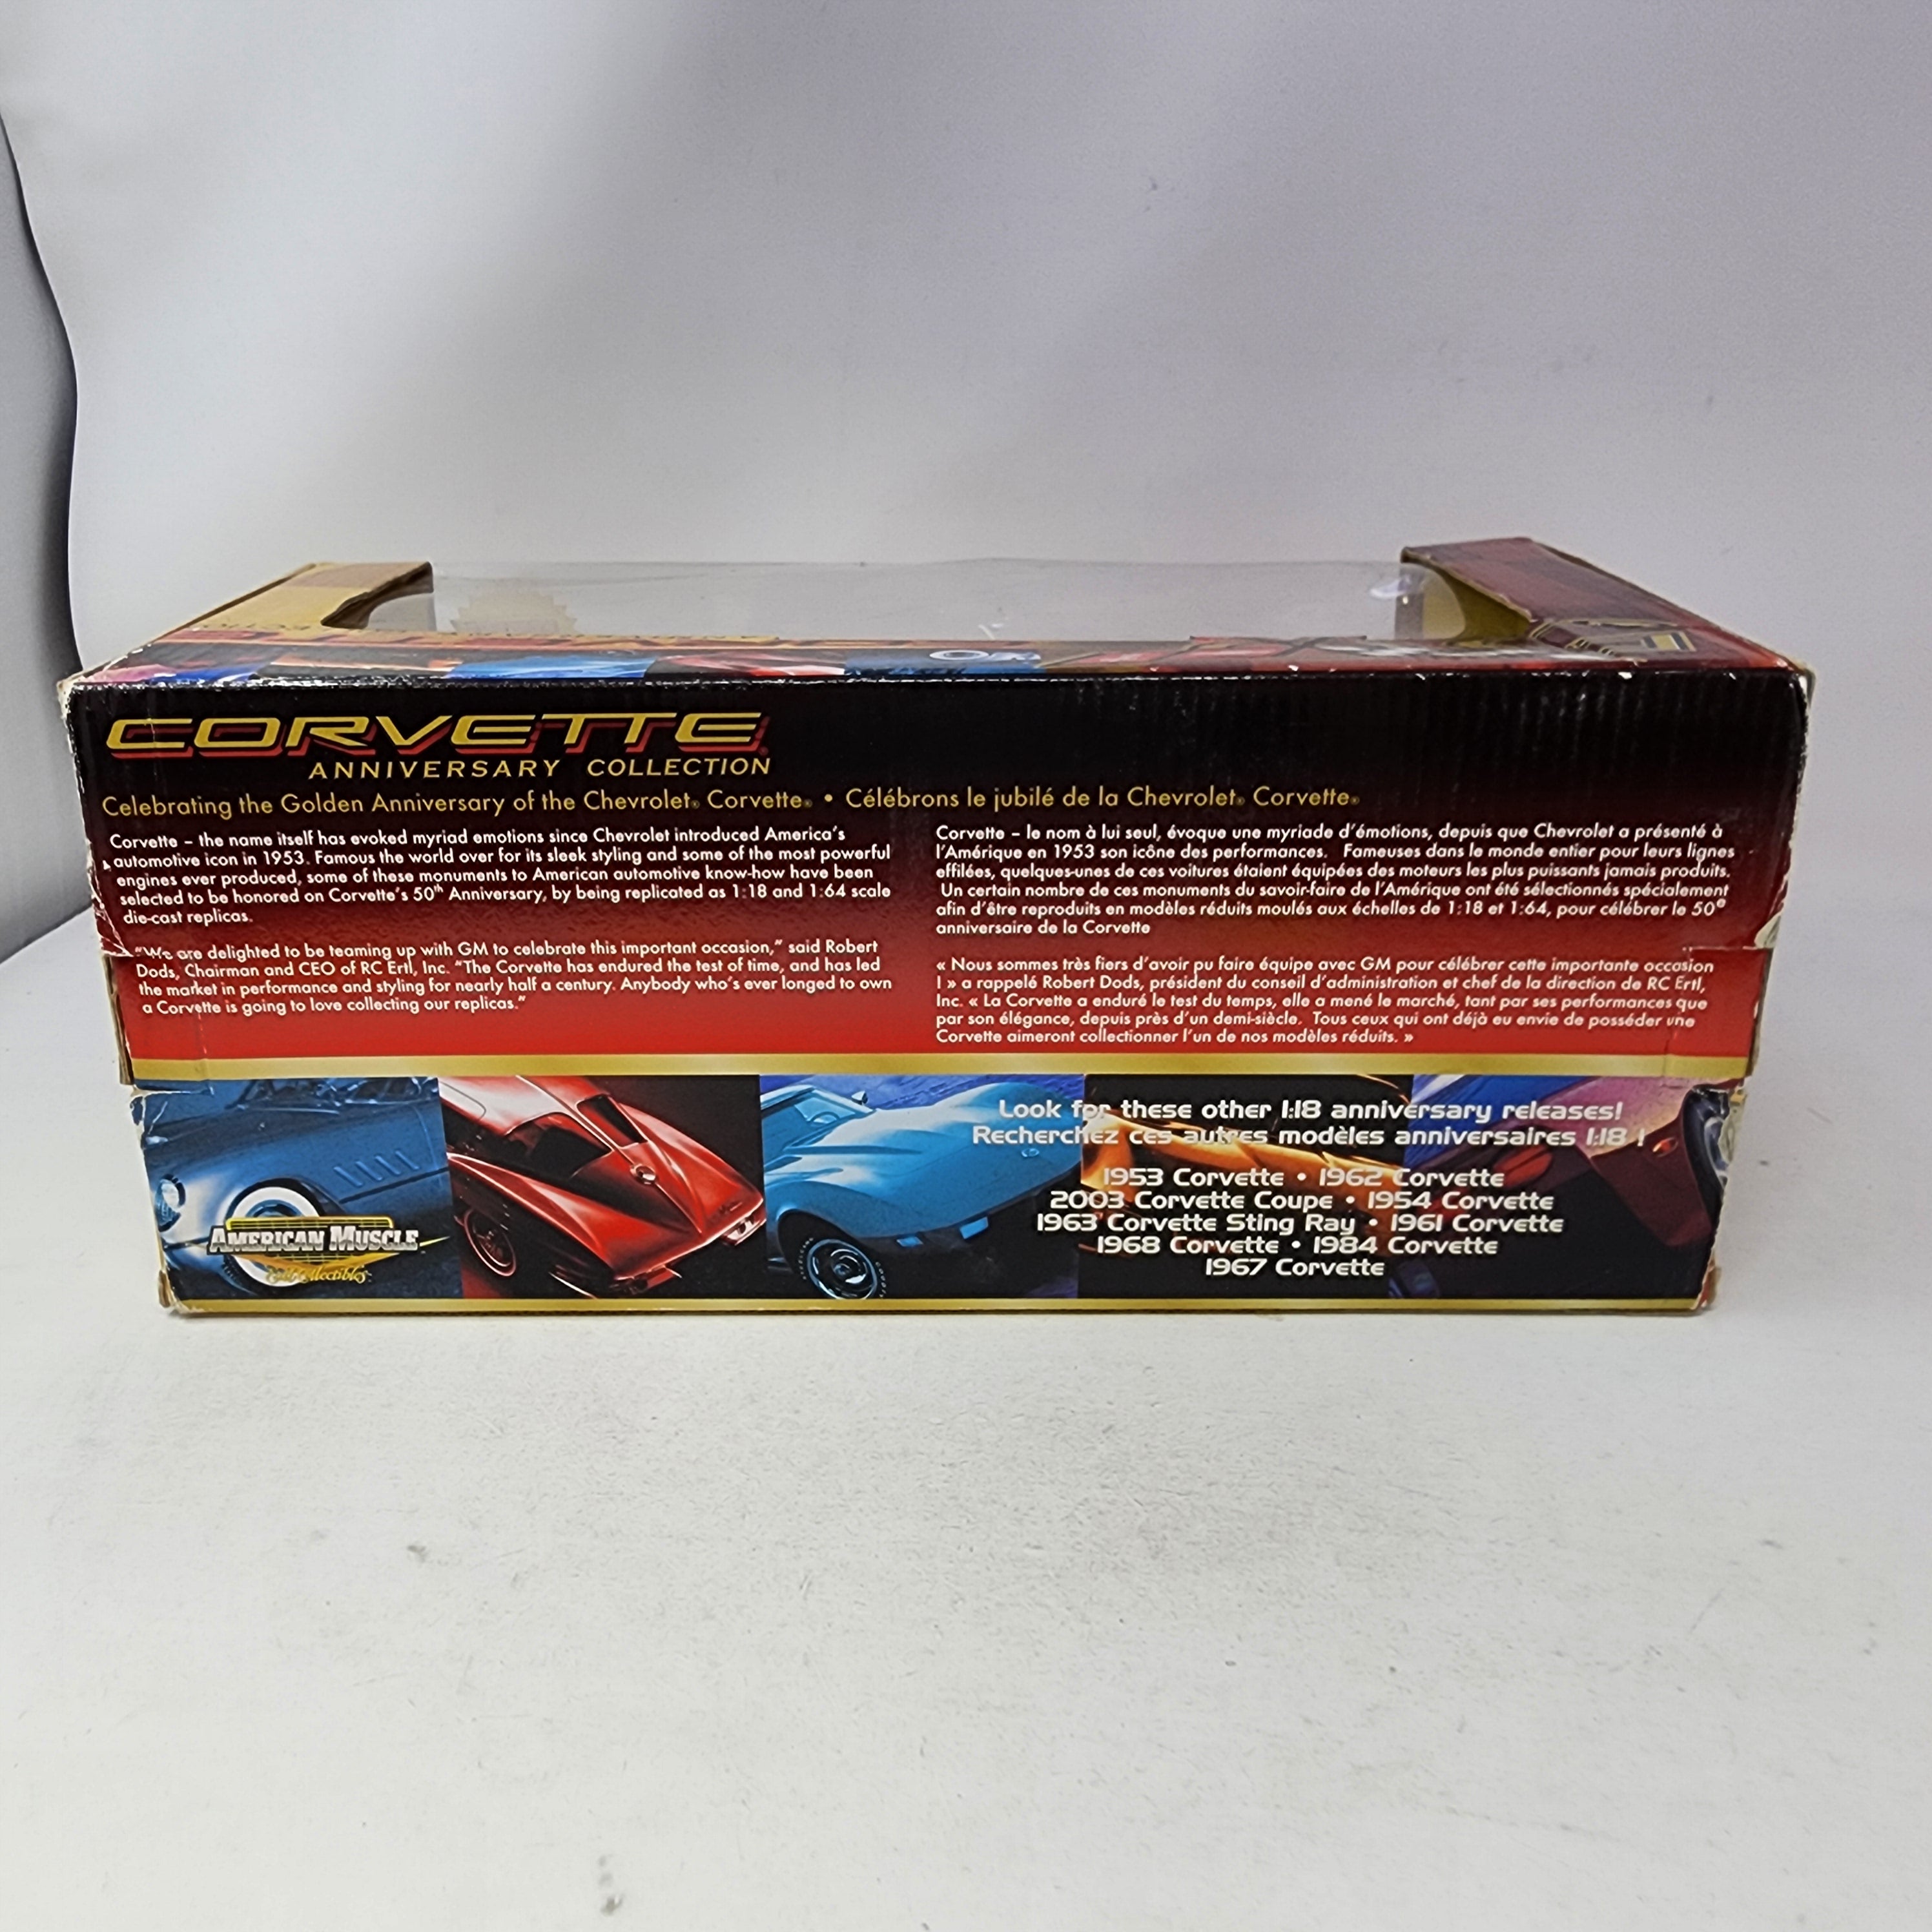 CORVETTE
ANNIVERSARY COLLECTION
Celebrating the Golden Anniversary of the Chevrolet® Corvette® • Célébrons le jubilé de la Chevrolet® Corvette®
Corvette – the name itself has evoked myriad emotions since Chevrolet introduced America's
automotive icon in 1953. Famous the world over for its sleek styling and some of the most powerful
engines ever produced, some of these monuments to American automotive know-how have been
selected to be honored on Corvette's 50th Anniversary, by being replicated as 1:18 and 1:64 scale
die-cast replicas.
"We are delighted to be teaming up with GM to celebrate this important occasion," said Robert
Dods, Chairman and CEO of RC Ertl, Inc. "The Corvette has endured the test of time, and has led
the market in performance and styling for nearly half a century. Anybody who's ever longed to own
a Corvette is going to love collecting our replicas."
Corvette – le nom à lui seul, évoque une myriade d'émotions, depuis que Chevrolet a présenté à
l'Amérique en 1953 son icône des performances. Fameuses dans le monde entier pour leurs lignes
effilées, quelques-unes de ces voitures étaient équipées des moteurs les plus puissants jamais produits.
Un certain nombre de ces monuments du savoir-faire de l'Amérique ont été sélectionnés spécialement
afin d'être reproduits en modèles réduits moulés aux échelles de 1:18 et 1:64, pour célébrer le 50e
anniversaire de la Corvette
« Nous sommes très fiers d'avoir pu faire équipe avec GM pour célébrer cette importante occasion
! » a rappelé Robert Dods, président du conseil d'administration et chef de la direction de RC Ertl,
Inc. « La Corvette a enduré le test du temps, elle a mené le marché, tant par ses performances que
par son élégance, depuis près d'un demi-siècle. Tous ceux qui ont déjà eu envie de posséder une
Corvette aimeront collectionner l'un de nos modèles réduits. »
Look for these other 1:18 anniversary releases!
Recherchez ces autres modèles anniversaires 1:18 !
1953 Corvette • 1962 Corvette
2003 Corvette Coupe • 1954 Corvette
1963 Corvette Sting Ray • 1961 Corvette
1968 Corvette • 1984 Corvette
1967 Corvette
AMERICAN MUSCLE
Ertl Collectibles